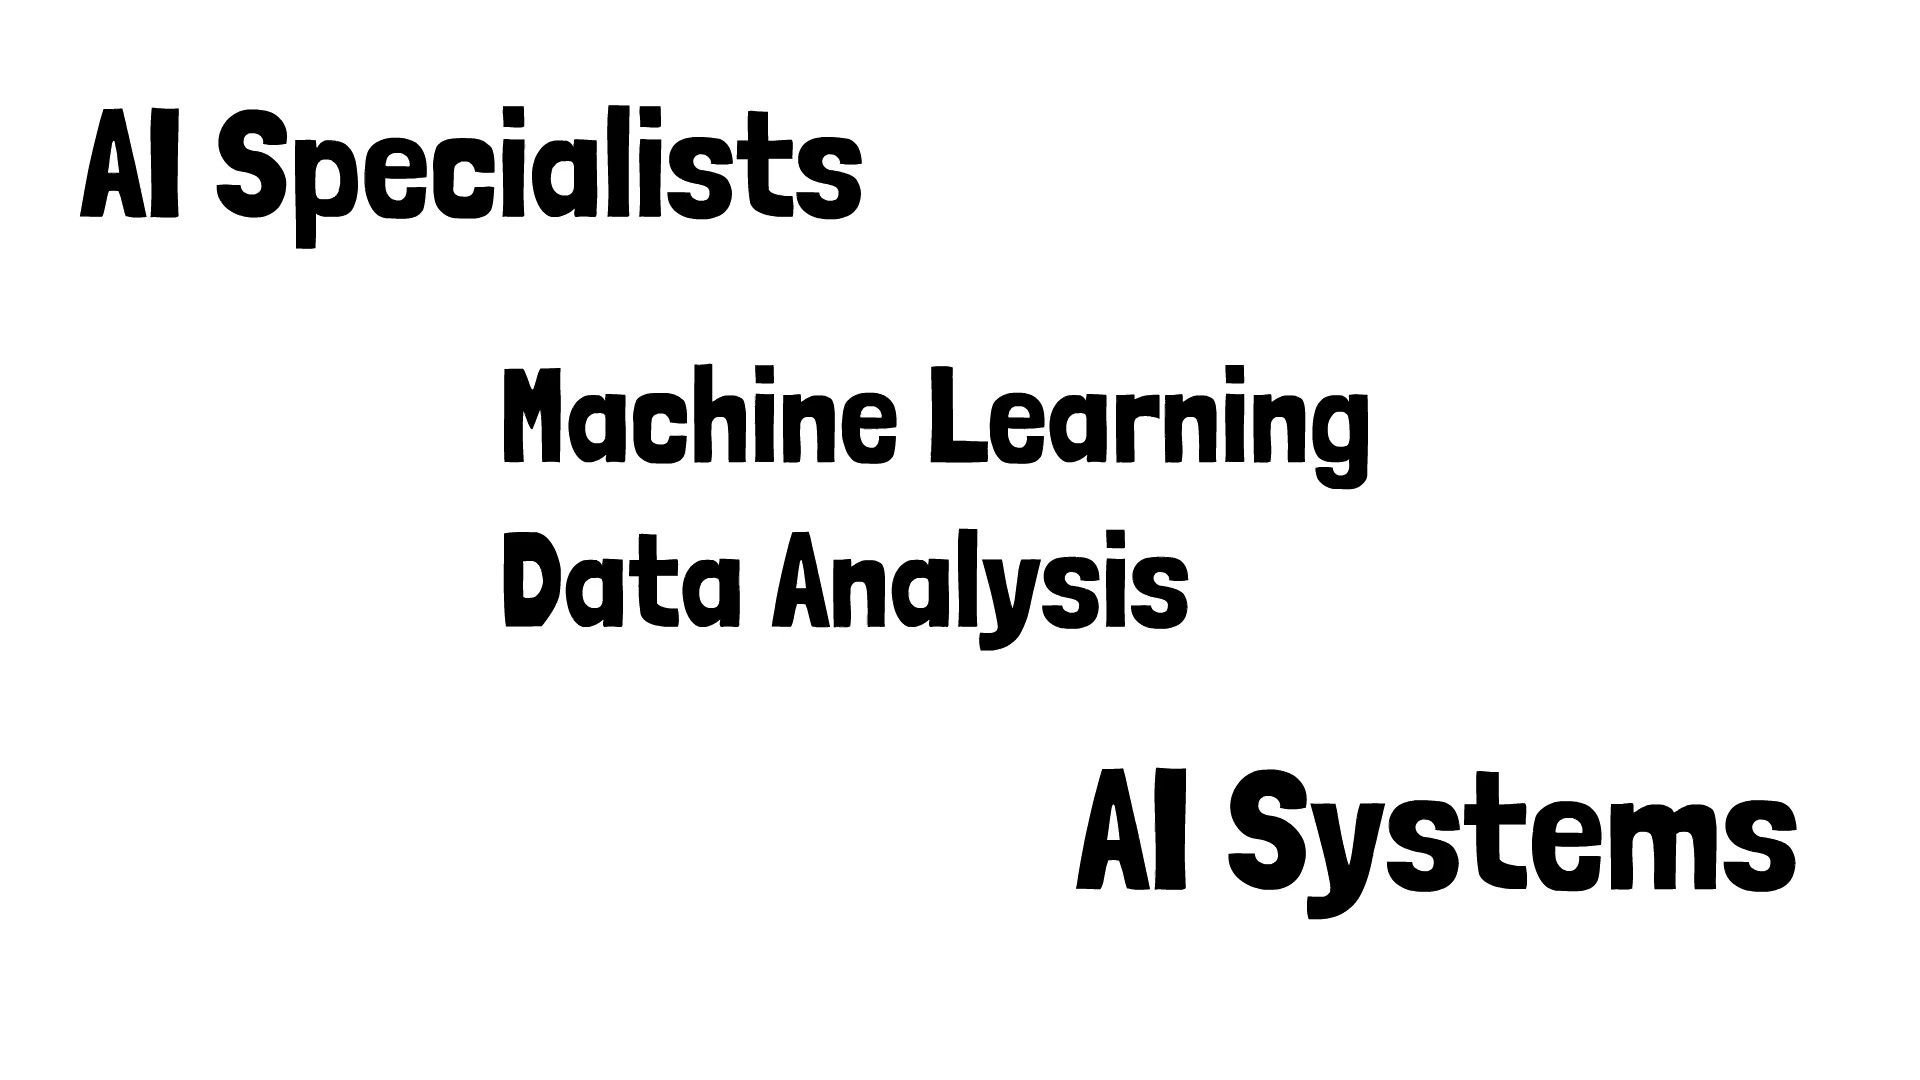 AI Specialists
Machine Learning
Data Analysis
AI Systems